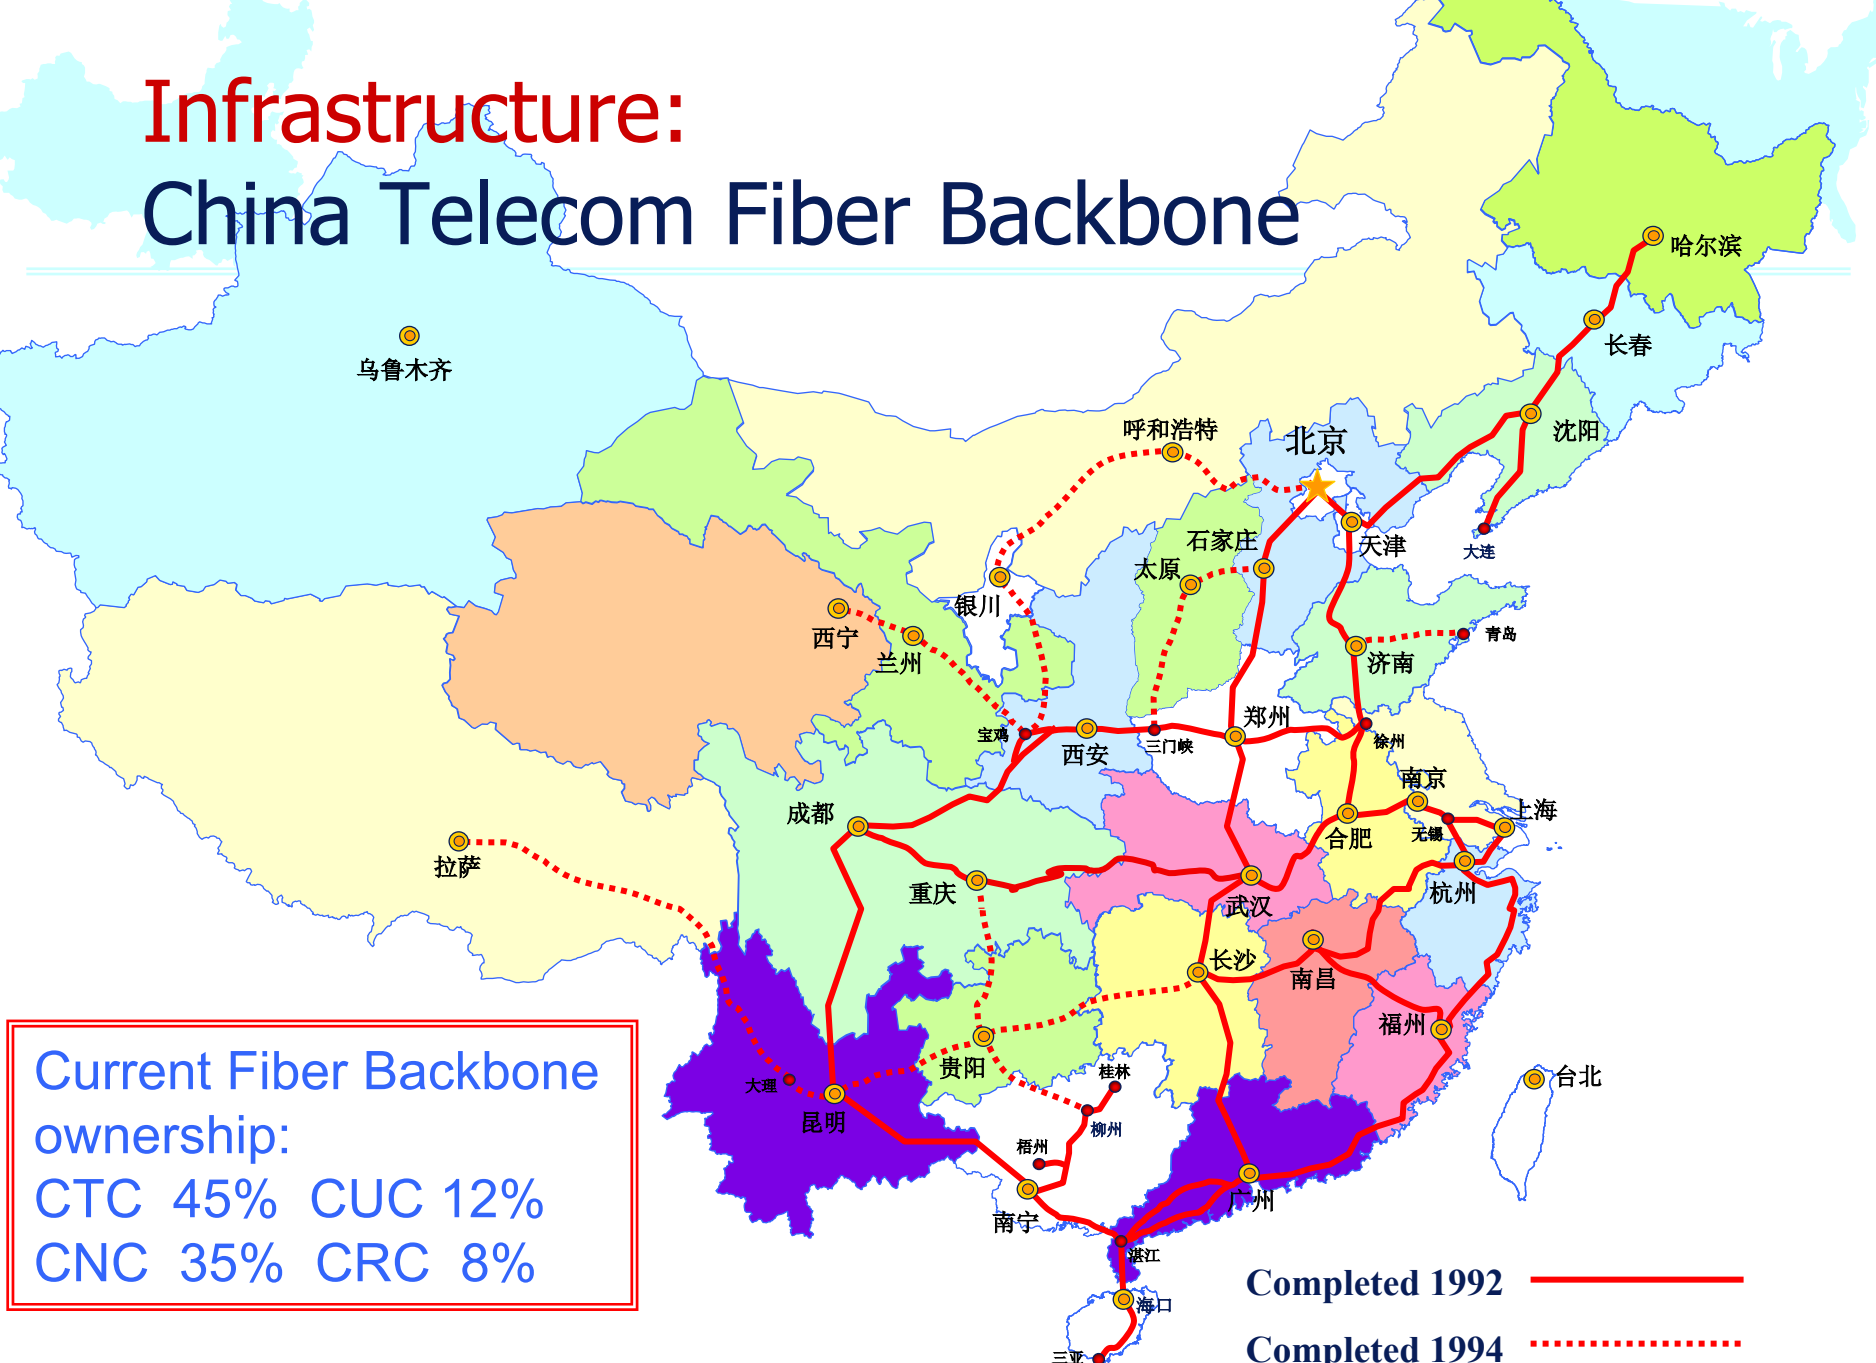 Infrastructure:
China Telecom Fiber Backbone
哈尔滨
长春
乌鲁木齐
呼和浩特
北京
沈阳
石家庄
天津
大连
太原
银川
西宁
兰州
青岛
济南
郑州
宝鸡
西安
三门峡
徐州
南京
成都
上海
无锡
合肥
拉萨
重庆
杭州
武汉
长沙
南昌
福州
贵阳
桂林
台北
大理
昆明
柳州
梧州
南宁
广州
湛江
海口
三亚
Current Fiber Backbone
ownership:
CTC 45% CUC 12%
CNC 35% CRC 8%
Completed 1992
Completed 1994